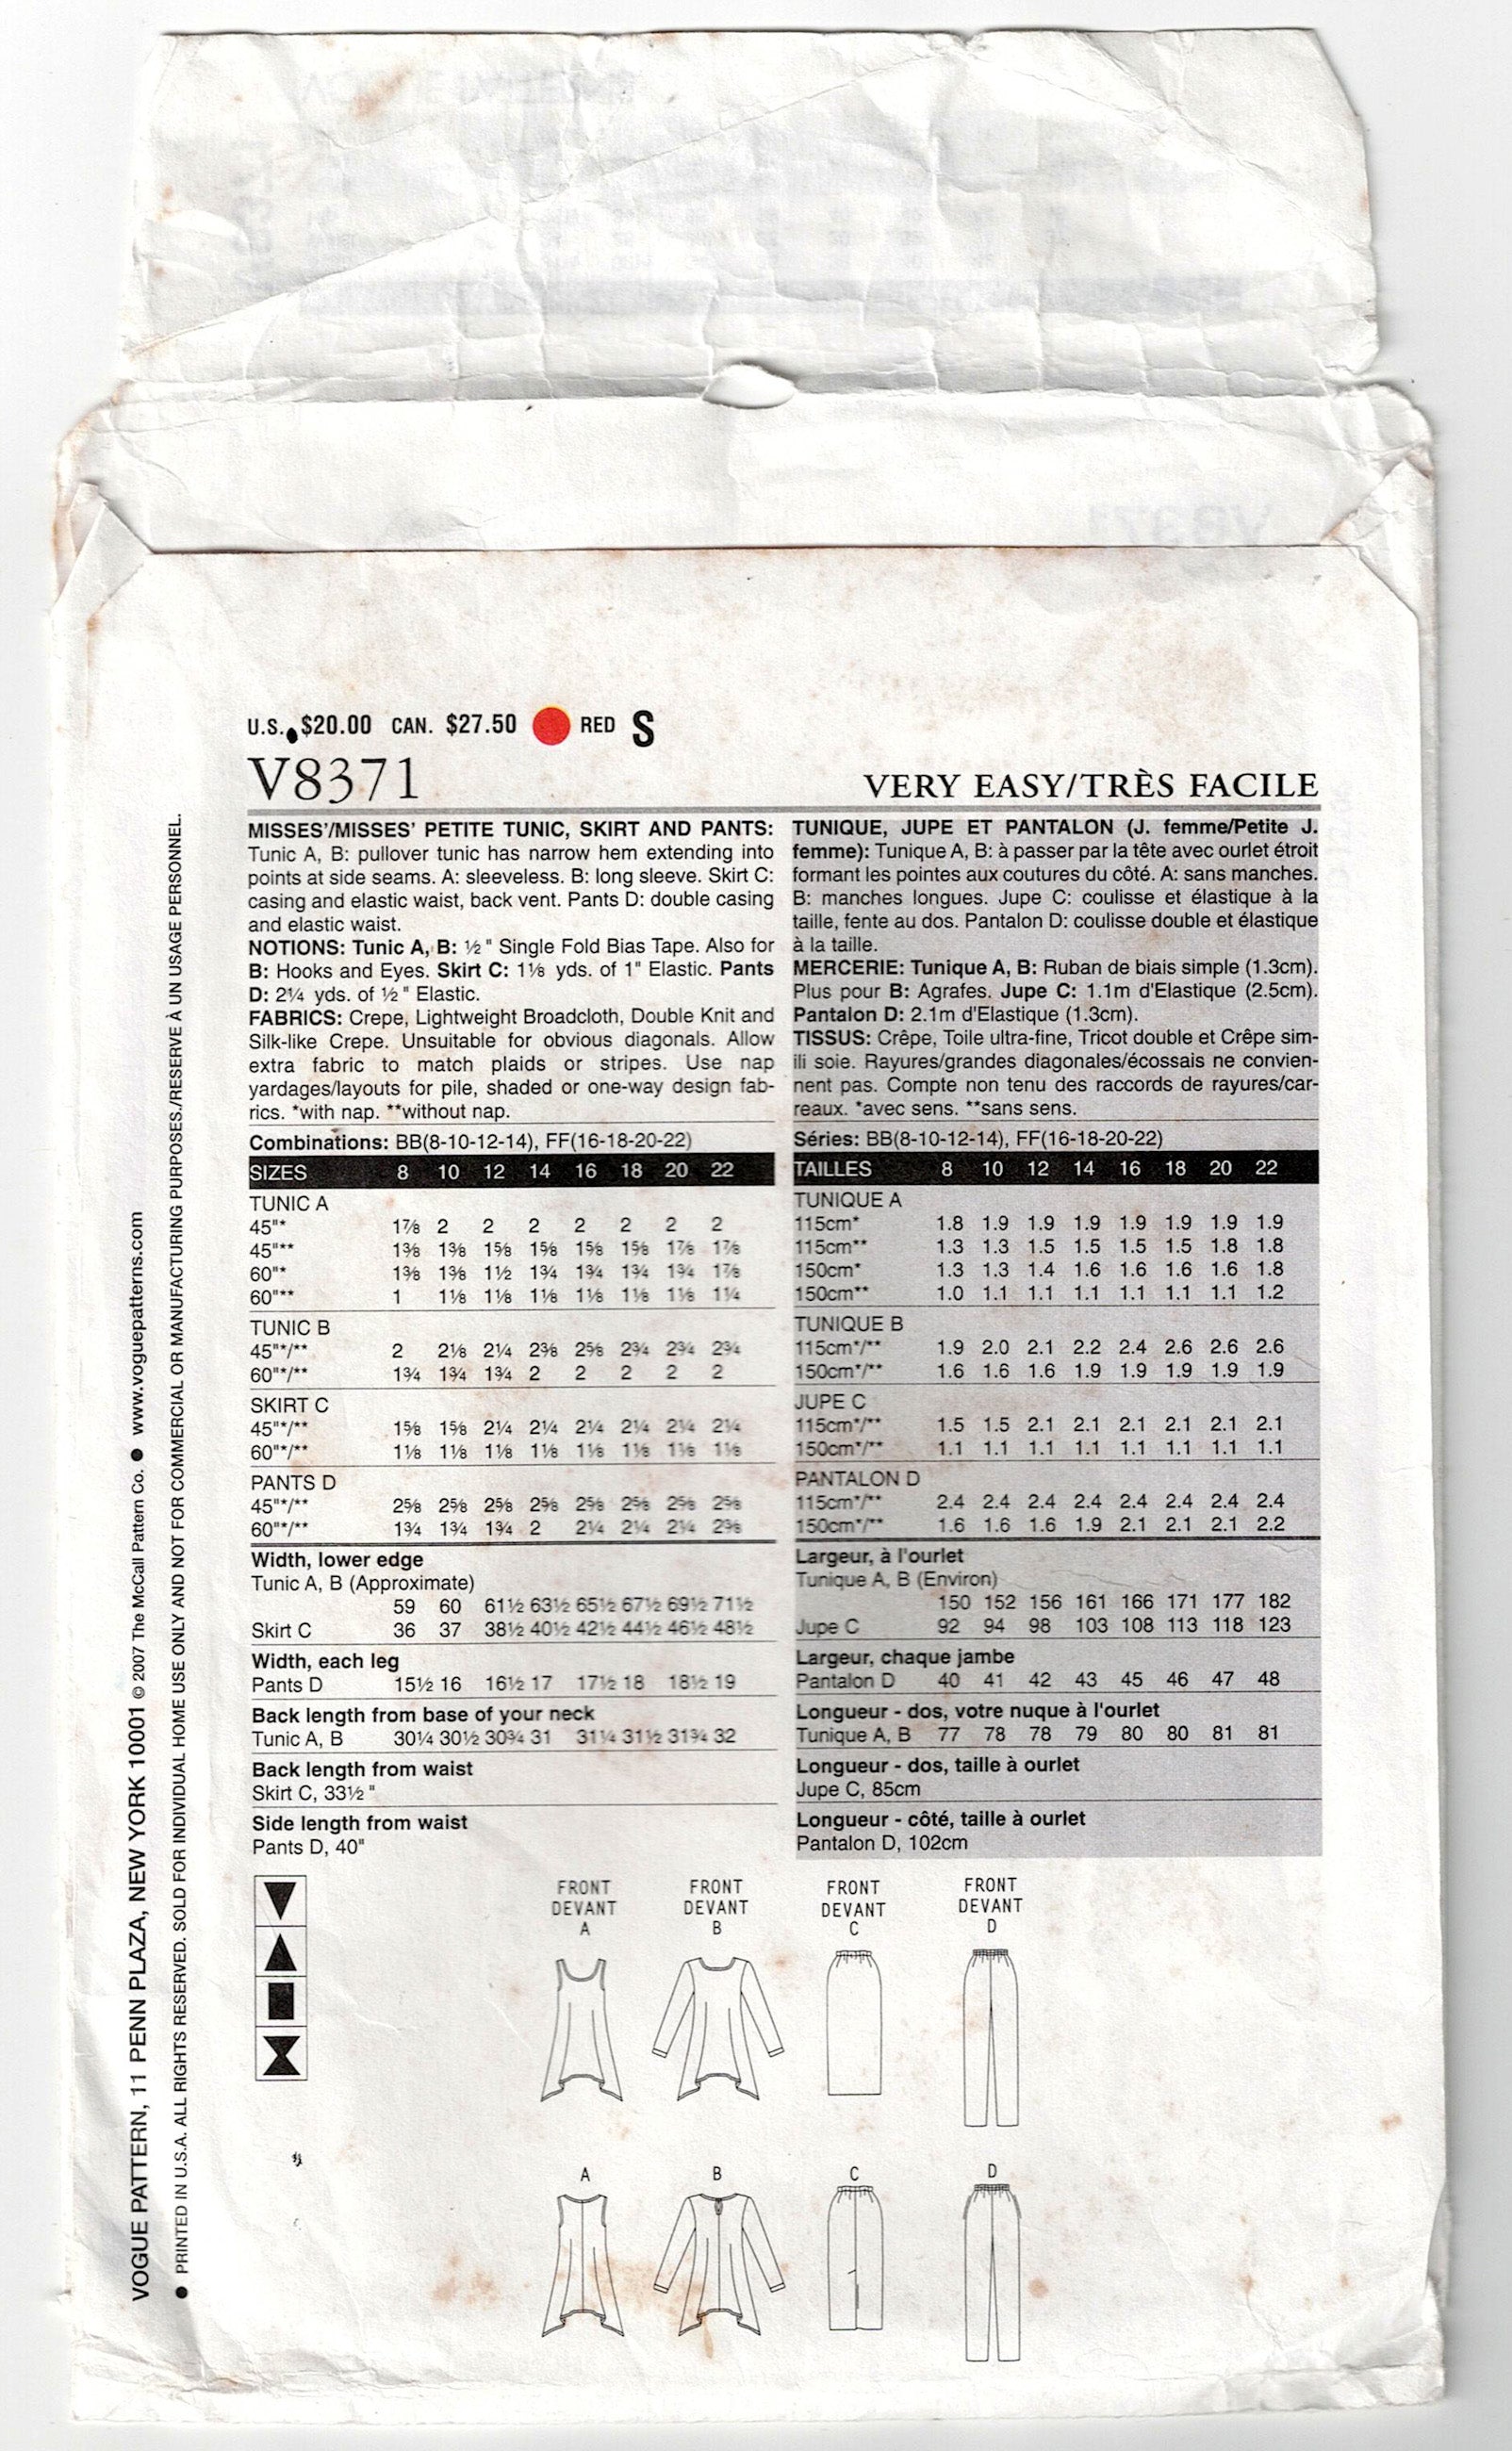 U.S. $20.00 CAN. $27.50 RED S
V8371
VERY EASY/TRÈS FACILE
MISSES'/MISSES' PETITE TUNIC, SKIRT AND PANTS:
Tunic A, B: pullover tunic has narrow hem extending into
points at side seams. A: sleeveless. B: long sleeve. Skirt C:
casing and elastic waist, back vent. Pants D: double casing
and elastic waist.
NOTIONS: Tunic A, B: ½" Single Fold Bias Tape. Also for
B: Hooks and Eyes. Skirt C: 1⅛ yds. of 1" Elastic. Pants
D: 2¼ yds. of ½" Elastic.
FABRICS: Crepe, Lightweight Broadcloth, Double Knit and
Silk-like Crepe. Unsuitable for obvious diagonals. Allow
extra fabric to match plaids or stripes. Use nap
yardages/layouts for pile, shaded or one-way design fab-
rics. *with nap. **without nap.
Combinations: BB(8-10-12-14), FF(16-18-20-22)
SIZES 8 10 12 14 16 18 20 22
TUNIC A
45"* 1⅞ 2 2 2 2 2 2 2
45"** 1⅜ 1⅜ 1⅝ 1⅝ 1⅝ 1⅝ 1⅞ 1⅞
60"* 1⅜ 1⅜ 1½ 1¾ 1¾ 1¾ 1¾ 1⅞
60"** 1 1⅛ 1⅛ 1⅛ 1⅛ 1⅛ 1⅛ 1¼
TUNIC B
45"*/** 2 2⅛ 2¼ 2⅜ 2⅝ 2¾ 2¾ 2¾
60"*/** 1¾ 1¾ 1¾ 2 2 2 2 2
SKIRT C
45"*/** 1⅝ 1⅝ 2¼ 2¼ 2¼ 2¼ 2¼ 2¼
60"*/** 1⅛ 1⅛ 1⅛ 1⅛ 1⅛ 1⅛ 1⅛ 1⅛
PANTS D
45"*/** 2⅝ 2⅝ 2⅝ 2⅝ 2⅝ 2⅝ 2⅝ 2⅝
60"*/** 1¾ 1¾ 1¾ 2 2¼ 2¼ 2¼ 2⅜
Width, lower edge
Tunic A, B (Approximate)
59 60 61½ 63½ 65½ 67½ 69½ 71½
Skirt C 36 37 38½ 40½ 42½ 44½ 46½ 48½
Width, each leg
Pants D 15½ 16 16½ 17 17½ 18 18½ 19
Back length from base of your neck
Tunic A, B 30¼ 30½ 30¾ 31 31¼ 31½ 31¾ 32
Back length from waist
Skirt C, 33½"
Side length from waist
Pants D, 40"
TUNIQUE, JUPE ET PANTALON (J. femme/Petite J.
femme): Tunique A, B: à passer par la tête avec ourlet étroit
formant les pointes aux coutures du côté. A: sans manches.
B: manches longues. Jupe C: coulisse et élastique à la
taille, fente au dos. Pantalon D: coulisse double et élastique
à la taille.
MERCERIE: Tunique A, B: Ruban de biais simple (1.3cm).
Plus pour B: Agrafes. Jupe C: 1.1m d'Elastique (2.5cm).
Pantalon D: 2.1m d'Elastique (1.3cm).
TISSUS: Crêpe, Toile ultra-fine, Tricot double et Crêpe sim-
ili soie. Rayures/grandes diagonales/écossais ne convien-
nent pas. Compte non tenu des raccords de rayures/car-
reaux. *avec sens. **sans sens.
Séries: BB(8-10-12-14), FF(16-18-20-22)
TAILLES 8 10 12 14 16 18 20 22
TUNIQUE A
115cm* 1.8 1.9 1.9 1.9 1.9 1.9 1.9 1.9
115cm** 1.3 1.3 1.5 1.5 1.5 1.5 1.8 1.8
150cm* 1.3 1.3 1.4 1.6 1.6 1.6 1.6 1.8
150cm** 1.0 1.1 1.1 1.1 1.1 1.1 1.1 1.2
TUNIQUE B
115cm*/** 1.9 2.0 2.1 2.2 2.4 2.6 2.6 2.6
150cm*/** 1.6 1.6 1.6 1.9 1.9 1.9 1.9 1.9
JUPE C
115cm*/** 1.5 1.5 2.1 2.1 2.1 2.1 2.1 2.1
150cm*/** 1.1 1.1 1.1 1.1 1.1 1.1 1.1 1.1
PANTALON D
115cm*/** 2.4 2.4 2.4 2.4 2.4 2.4 2.4 2.4
150cm*/** 1.6 1.6 1.6 1.9 2.1 2.1 2.1 2.2
Largeur, à l'ourlet
Tunique A, B (Environ)
150 152 156 161 166 171 177 182
Jupe C 92 94 98 103 108 113 118 123
Largeur, chaque jambe
Pantalon D 40 41 42 43 45 46 47 48
Longueur - dos, votre nuque à l'ourlet
Tunique A, B 77 78 78 79 80 80 81 81
Longueur - dos, taille à ourlet
Jupe C, 85cm
Longueur - côté, taille à ourlet
Pantalon D, 102cm
FRONT FRONT FRONT FRONT
DEVANT DEVANT DEVANT DEVANT
A B C D
A B C D
VOGUE PATTERN, 11 PENN PLAZA, NEW YORK 10001 © 2007 The McCall Pattern Co. ● www.voguepatterns.com
● PRINTED IN U.S.A. ALL RIGHTS RESERVED. SOLD FOR INDIVIDUAL HOME USE ONLY AND NOT FOR COMMERCIAL OR MANUFACTURING PURPOSES./RESERVE À UN USAGE PERSONNEL.